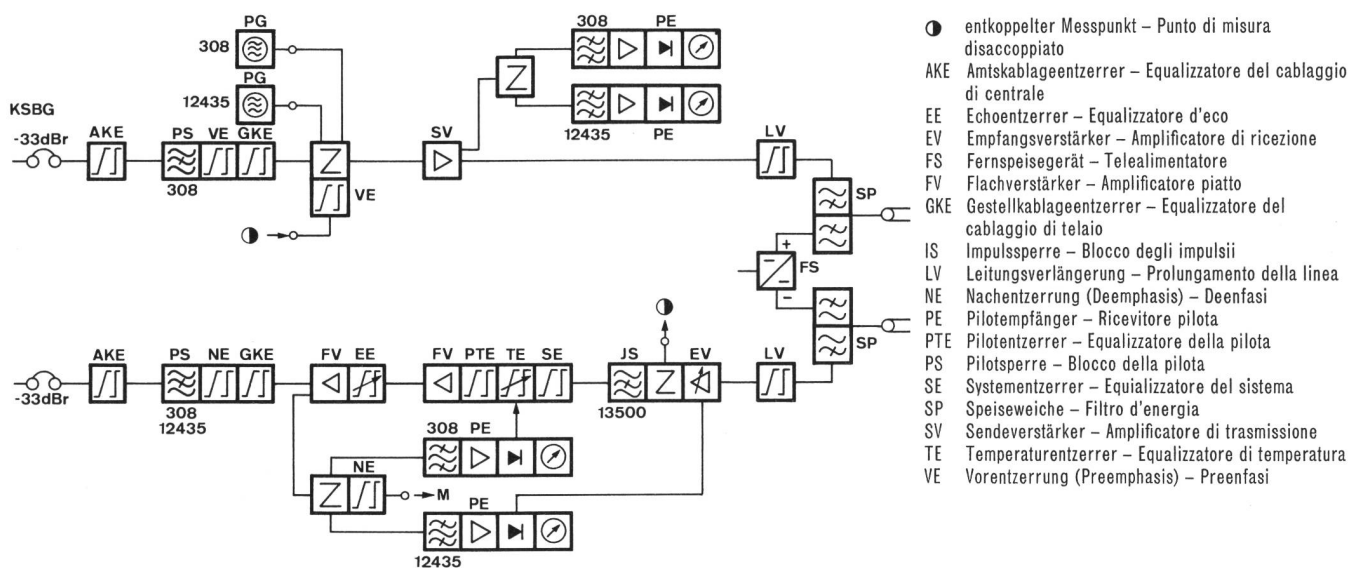 PG
308
PG
12435
KSBG
-33dBr
AKE
PS VE GKE
308
Z
VE
SV
Z
308 PE
12435 PE
LV
SP
+
FS
-
SP
AKE
-33dBr
PS NE GKE
308
12435
FV EE
FV PTE TE SE
JS EV
Z
13500
LV
308 PE
NE
Z
M
PE
12435
entkoppelter Messpunkt – Punto di misura
disaccoppiato
AKE Amtskablageentzerrer – Equalizzatore del cablaggio
di centrale
EE Echoentzerrer – Equalizzatore d'eco
EV Empfangsverstärker – Amplificatore di ricezione
FS Fernspeisegerät – Telealimentatore
FV Flachverstärker – Amplificatore piatto
GKE Gestellkablageentzerrer – Equalizzatore del
cablaggio di telaio
IS Impulssperre – Blocco degli impulsii
LV Leitungsverlängerung – Prolungamento della linea
NE Nachentzerrung (Deemphasis) – Deenfasi
PE Pilotempfänger – Ricevitore pilota
PTE Pilotentzerrer – Equalizzatore della pilota
PS Pilotsperre – Blocco della pilota
SE Systementzerrer – Equializzatore del sistema
SP Speiseweiche – Filtro d'energia
SV Sendeverstärker – Amplificatore di trasmissione
TE Temperaturentzerrer – Equalizzatore di temperatura
VE Vorentzerrung (Preemphasis) – Preenfasi